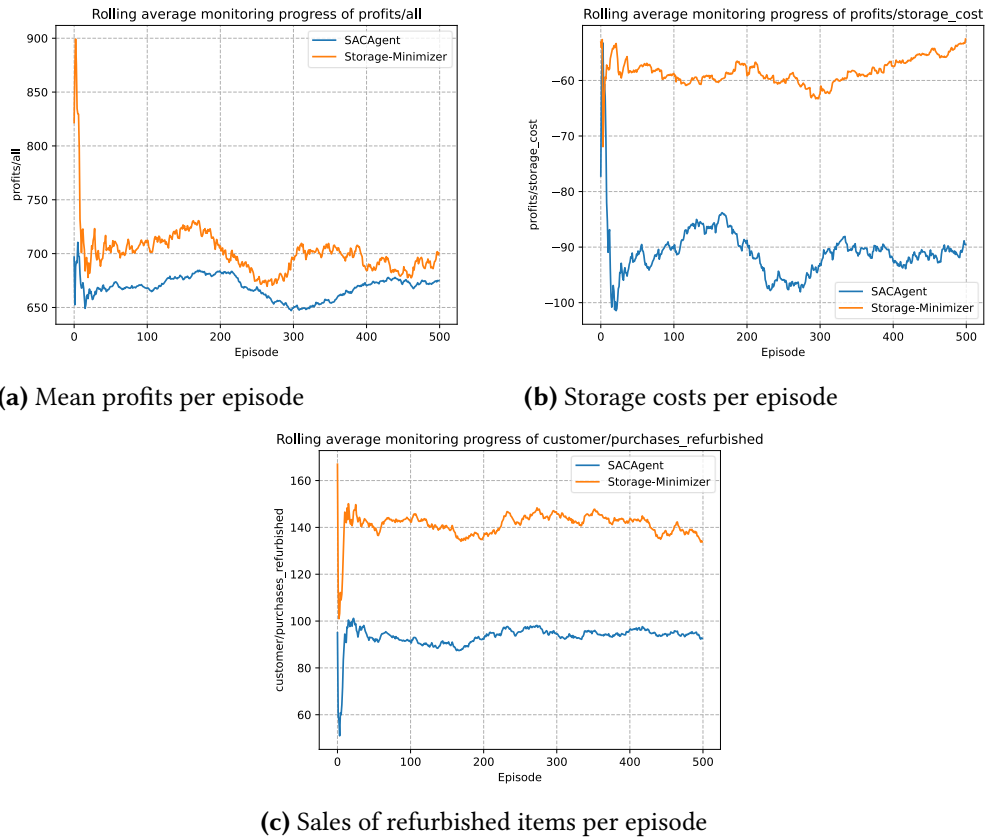 Rolling average monitoring progress of profits/all
900
850
800
750
700
650
profits/all
0 100 200 300 400 500
Episode
SACAgent
Storage-Minimizer
(a) Mean profits per episode
Rolling average monitoring progress of profits/storage_cost
−60
−70
−80
−90
−100
profits/storage_cost
0 100 200 300 400 500
Episode
SACAgent
Storage-Minimizer
(b) Storage costs per episode
Rolling average monitoring progress of customer/purchases_refurbished
160
140
120
100
80
60
customer/purchases_refurbished
0 100 200 300 400 500
Episode
SACAgent
Storage-Minimizer
(c) Sales of refurbished items per episode